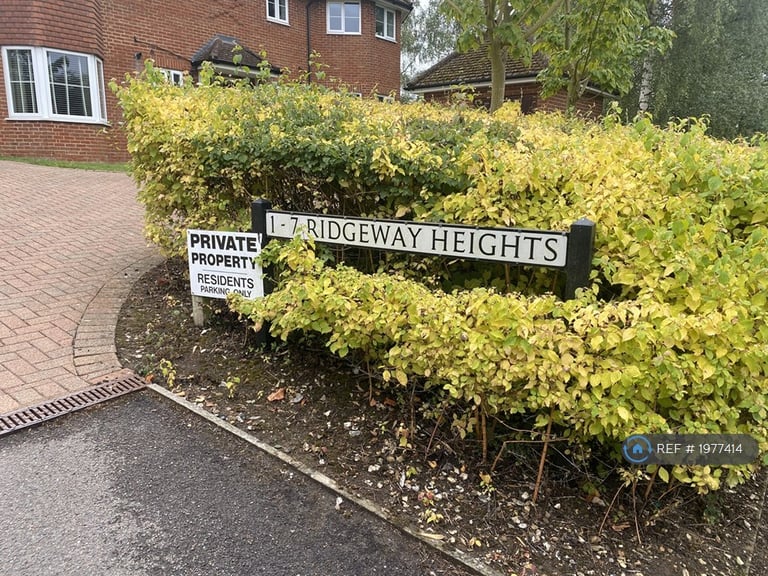 1 - 7 RIDGEWAY HEIGHTS
PRIVATE
PROPERTY
RESIDENTS
PARKING ONLY
REF # 1977414